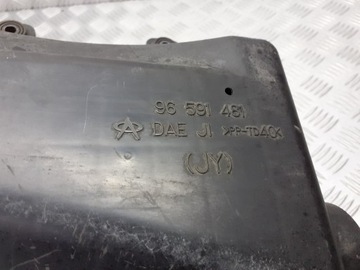 96 591 481
DAE JI >PP-TD40<
(JY)